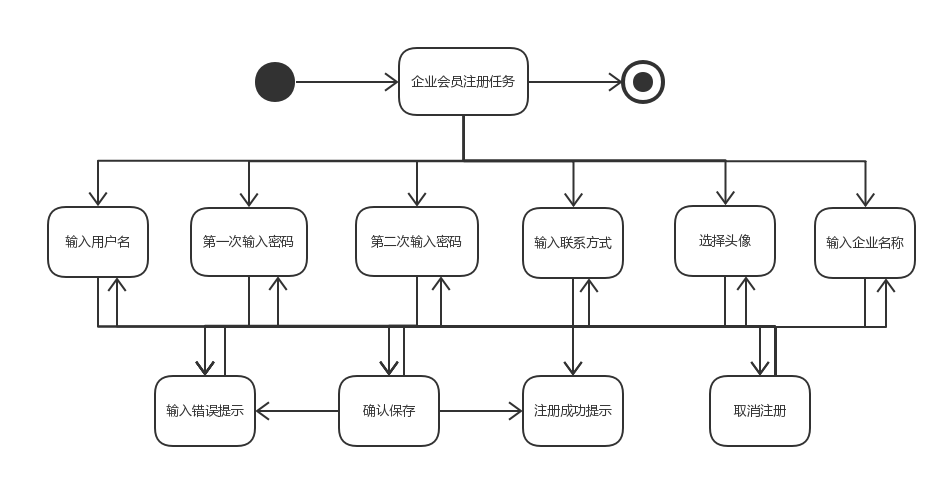 企业会员注册任务
输入用户名
第一次输入密码
第二次输入密码
输入联系方式
选择头像
输入企业名称
输入错误提示
确认保存
注册成功提示
取消注册